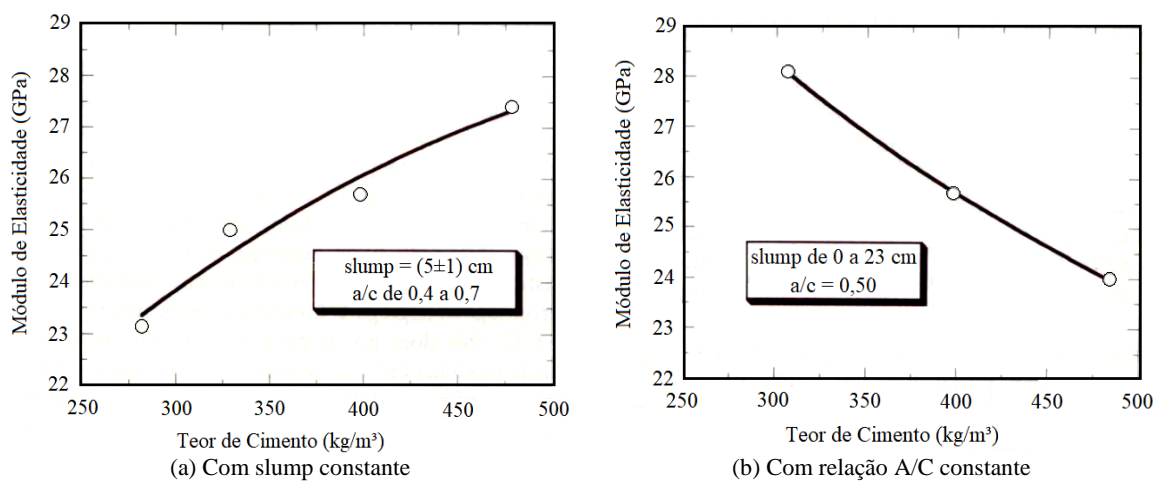 29
28
27
26
25
24
23
22
250
300
350
400
450
500
Módulo de Elasticidade (GPa)
Teor de Cimento (kg/m³)
slump = (5±1) cm
a/c de 0,4 a 0,7
(a) Com slump constante
29
28
27
26
25
24
23
22
250
300
350
400
450
500
Módulo de Elasticidade (GPa)
Teor de Cimento (kg/m³)
slump de 0 a 23 cm
a/c = 0,50
(b) Com relação A/C constante